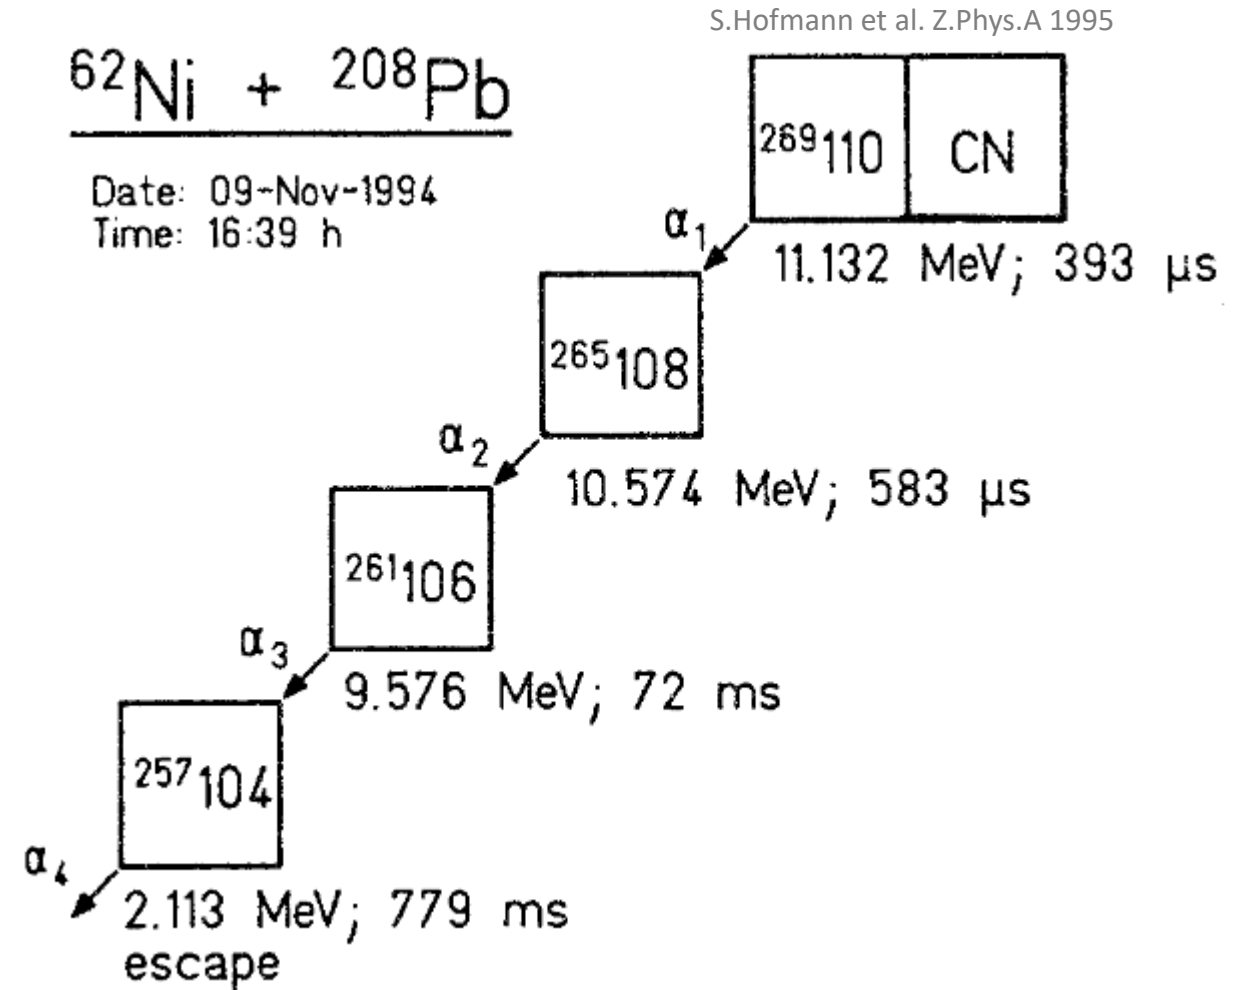 S.Hofmann et al. Z.Phys.A 1995
⁶²Ni + ²⁰⁸Pb
Date: 09-Nov-1994
Time: 16:39 h
²⁶⁹110 CN
α₁
11.132 MeV; 393 μs
²⁶⁵108
α₂
10.574 MeV; 583 μs
²⁶¹106
α₃
9.576 MeV; 72 ms
²⁵⁷104
α₄
2.113 MeV; 779 ms
escape